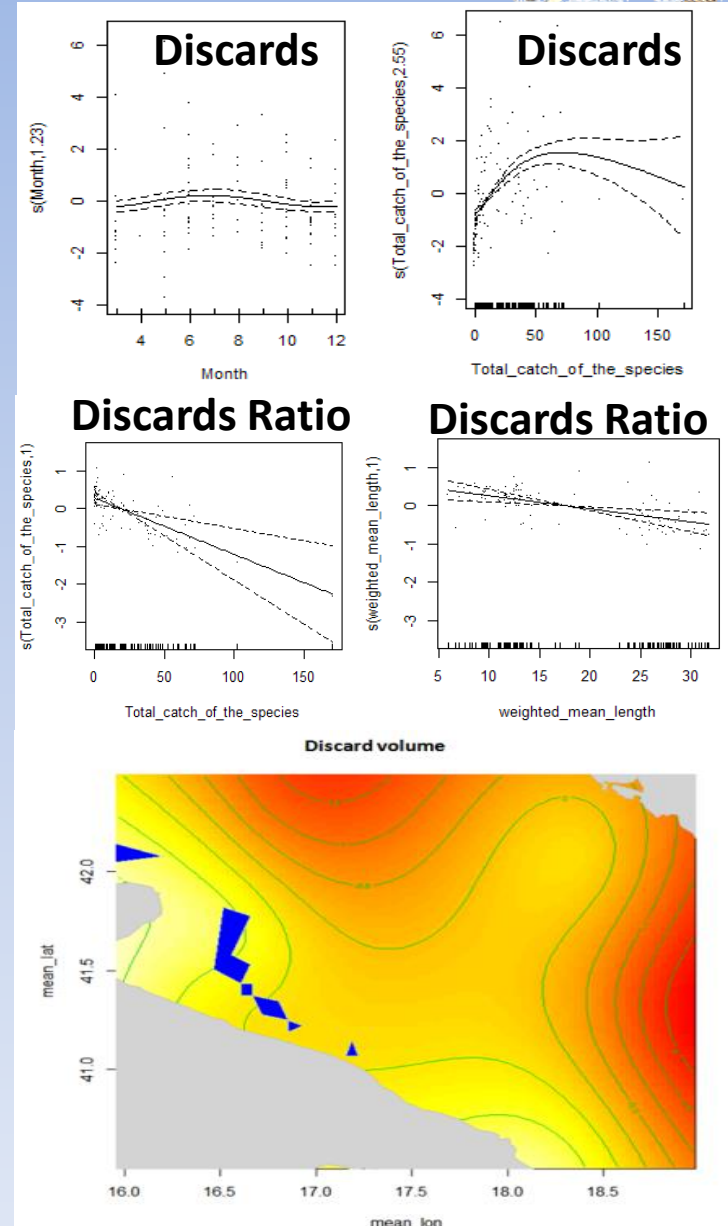 Discards
Discards
s(Month,1.23)
6
4
2
0
-2
-4
4 6 8 10 12
Month
s(Total_catch_of_the_species,2.55)
6
4
2
0
-2
-4
0 50 100 150
Total_catch_of_the_species
Discards Ratio
Discards Ratio
s(Total_catch_of_the_species,1)
1
0
-1
-2
-3
0 50 100 150
Total_catch_of_the_species
s(weighted_mean_length,1)
1
0
-1
-2
-3
5 10 15 20 25 30
weighted_mean_length
Discard volume
mean_lat
42.0
41.5
41.0
16.0 16.5 17.0 17.5 18.0 18.5
mean_lon